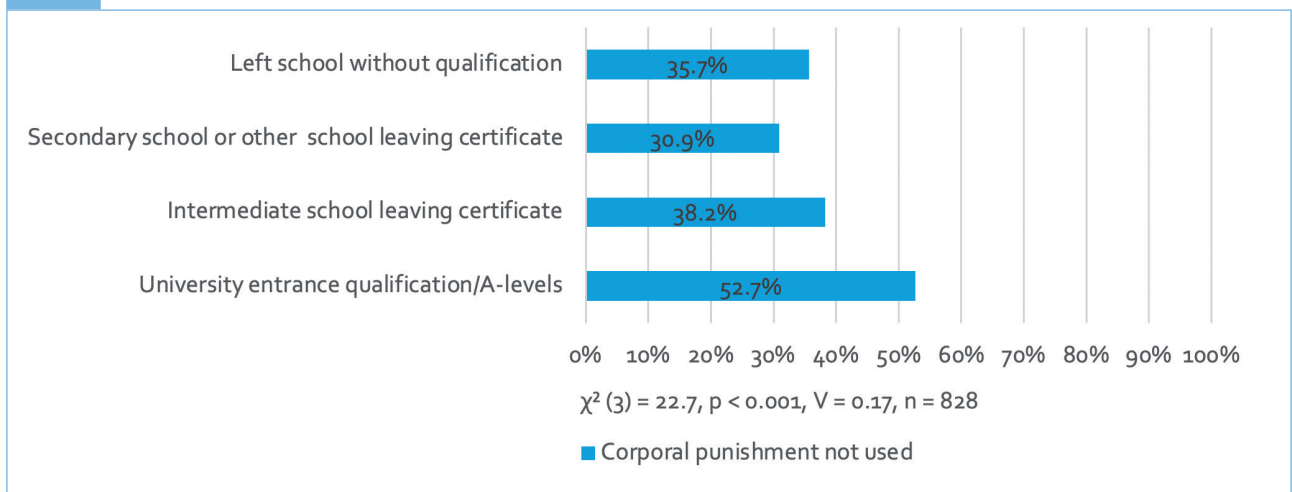 Left school without qualification
35.7%
Secondary school or other  school leaving certificate
30.9%
Intermediate school leaving certificate
38.2%
University entrance qualification/A-levels
52.7%
0% 10% 20% 30% 40% 50% 60% 70% 80% 90% 100%
χ² (3) = 22.7, p < 0.001, V = 0.17, n = 828
Corporal punishment not used